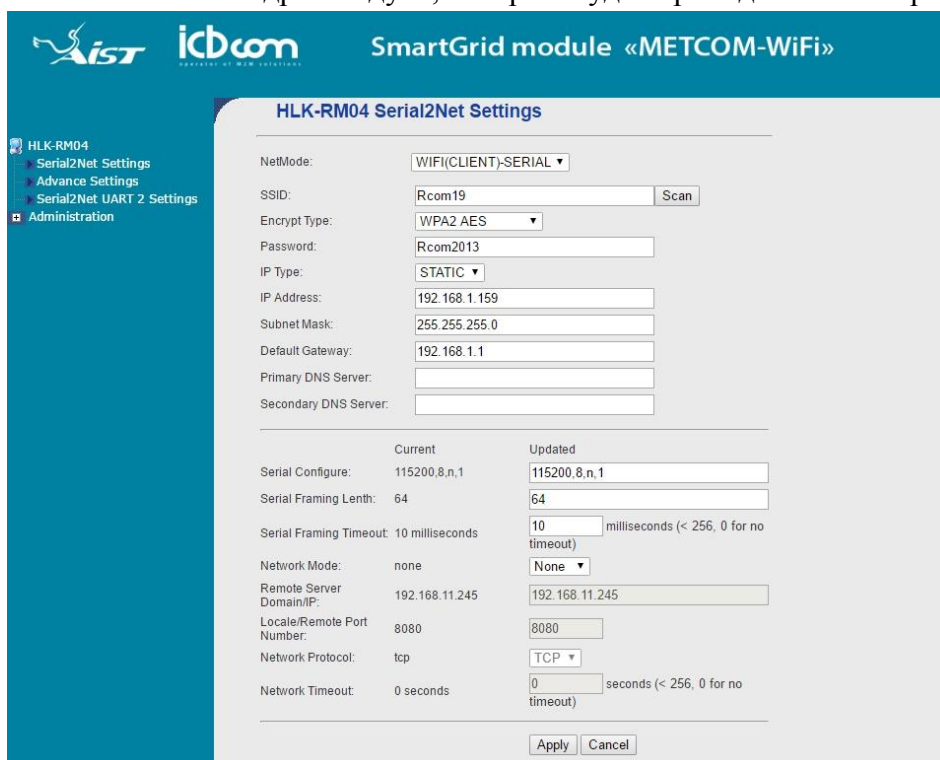 Aist icbcom SmartGrid module «METCOM-WiFi»
operator of M2M solutions
HLK-RM04 Serial2Net Settings
HLK-RM04
Serial2Net Settings
Advance Settings
Serial2Net UART 2 Settings
Administration
NetMode: WIFI(CLIENT)-SERIAL
SSID: Rcom19 Scan
Encrypt Type: WPA2 AES
Password: Rcom2013
IP Type: STATIC
IP Address: 192.168.1.159
Subnet Mask: 255.255.255.0
Default Gateway: 192.168.1.1
Primary DNS Server:
Secondary DNS Server:
Current Updated
Serial Configure: 115200,8,n,1 115200,8,n,1
Serial Framing Lenth: 64 64
Serial Framing Timeout: 10 milliseconds 10 milliseconds (< 256, 0 for no
timeout)
Network Mode: none None
Remote Server
Domain/IP: 192.168.11.245 192.168.11.245
Locale/Remote Port
Number: 8080 8080
Network Protocol: tcp TCP
Network Timeout: 0 seconds 0 seconds (< 256, 0 for no
timeout)
Apply Cancel